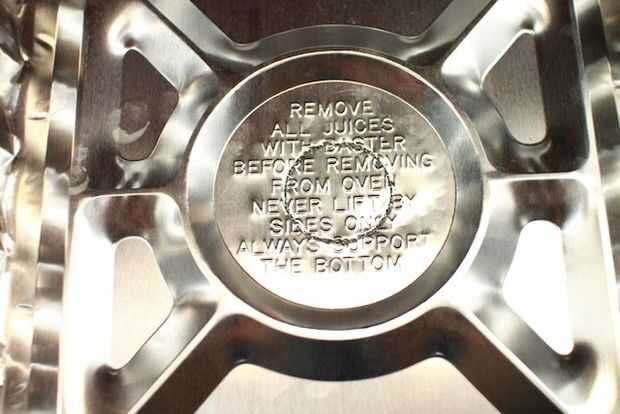 REMOVE
ALL JUICES
WITH BASTER
BEFORE REMOVING
FROM OVEN
NEVER LIFT BY
SIDES ONLY
ALWAYS SUPPORT
THE BOTTOM